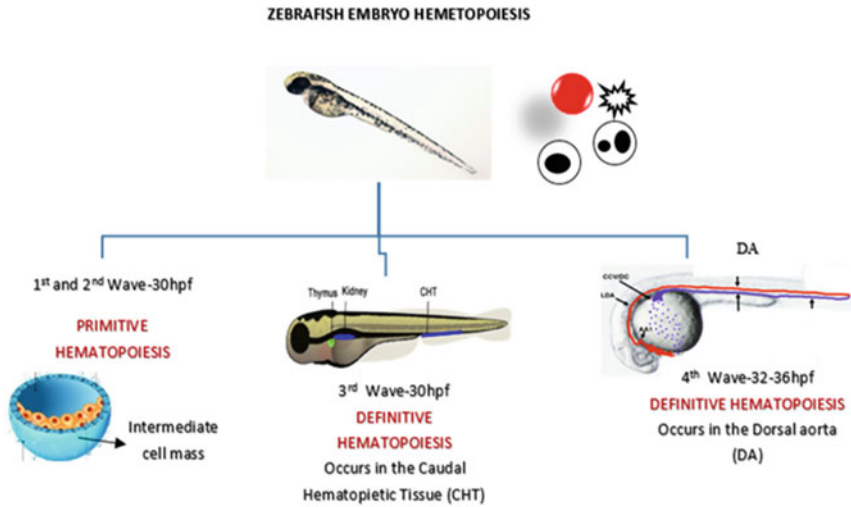 ZEBRAFISH EMBRYO HEMETOPOIESIS
1st and 2nd Wave-30hpf
PRIMITIVE
HEMATOPOIESIS
Intermediate
cell mass
Thymus Kidney CHT
3rd Wave-30hpf
DEFINITIVE
HEMATOPOIESIS
Occurs in the Caudal
Hematopietic Tissue (CHT)
DA
CCV/DC
LDA
AA1
4th Wave-32-36hpf
DEFINITIVE HEMATOPOIESIS
Occurs in the Dorsal aorta
(DA)